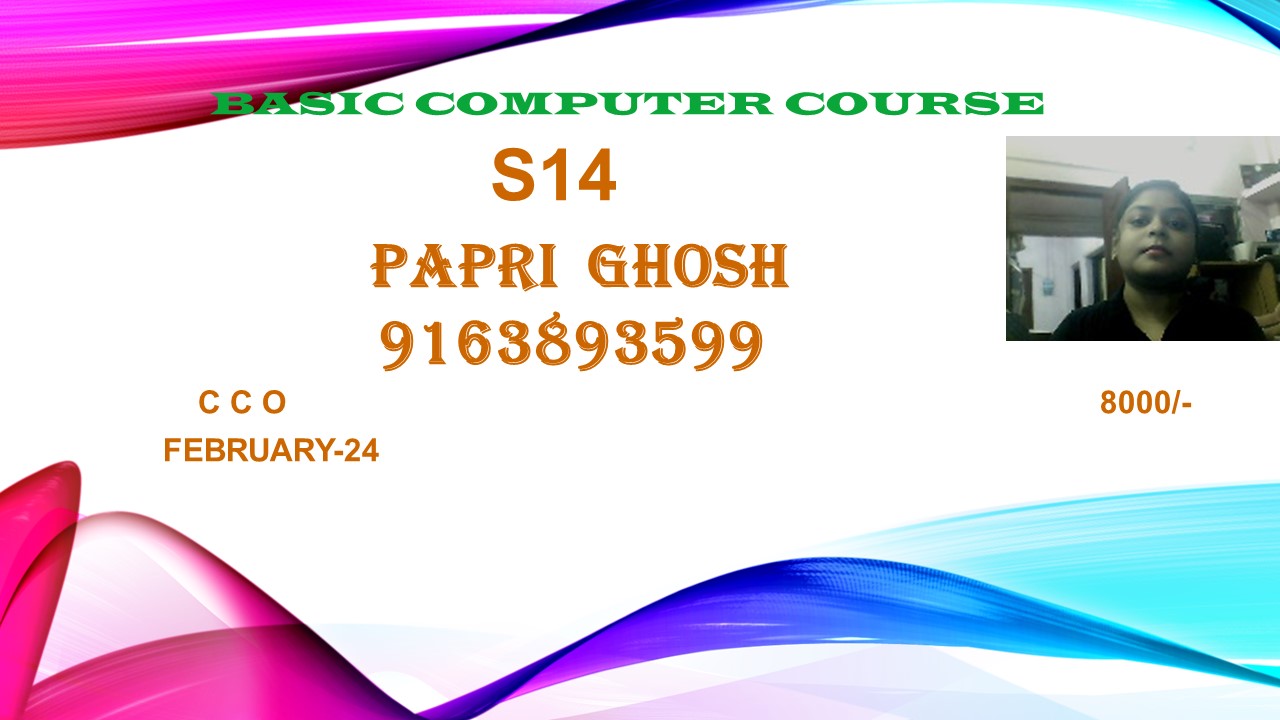 BASIC COMPUTER COURSE
S14
PAPRI GHOSH
9163893599
C C O 8000/-
FEBRUARY-24